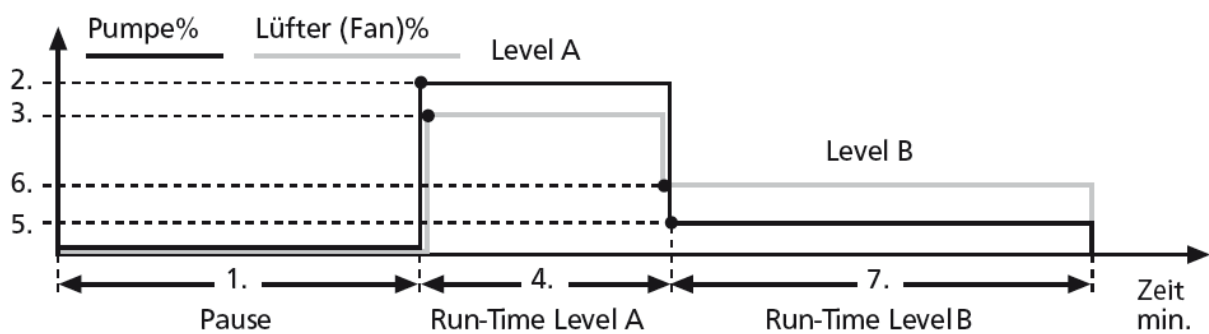 Pumpe% Lüfter (Fan)%
Level A
2.
3.
Level B
6.
5.
1. 4. 7.
Pause Run-Time Level A Run-Time Level B
Zeit
min.